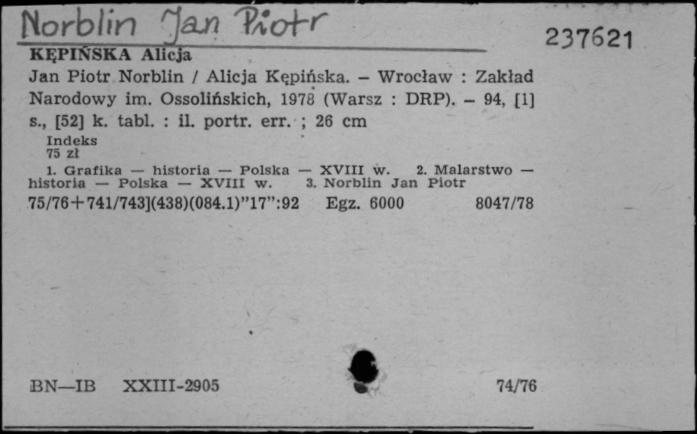 Norblin Jan Piotr
237621
KĘPIŃSKA Alicja
Jan Piotr Norblin / Alicja Kępińska. — Wrocław : Zakład
Narodowy im. Ossolińskich, 1978 (Warsz : DRP). — 94, [1]
s., [52] k. tabl. : il. portr. err. ; 26 cm
Indeks
75 zł
1. Grafika — historia — Polska — XVIII w. 2. Malarstwo —
historia — Polska — XVIII w. 3. Norblin Jan Piotr
75/76+741/743](438)(084.1)”17”:92 Egz. 6000 8047/78
BN—IB XXIII-2905 74/76